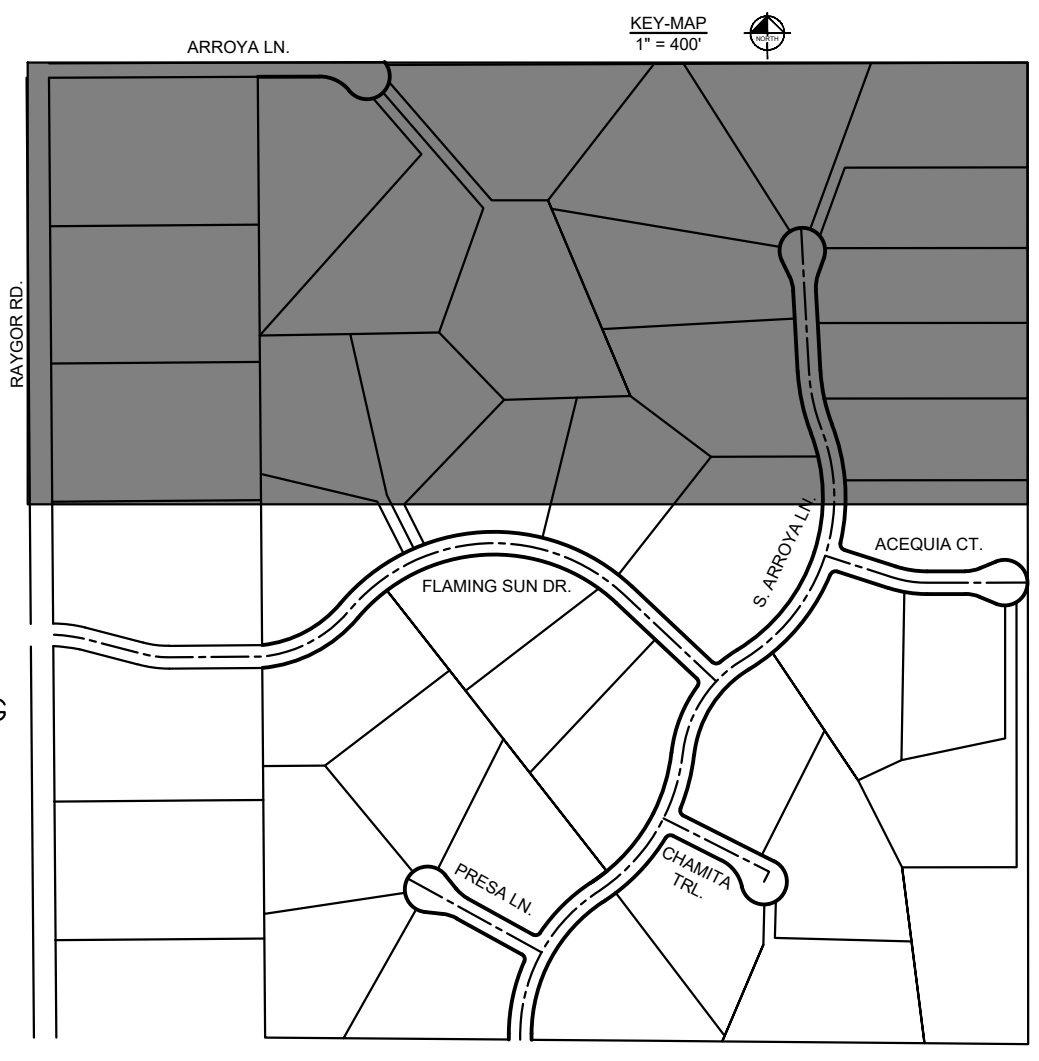 KEY-MAP
1" = 400'
NORTH
ARROYA LN.
RAYGOR RD.
S. ARROYA LN.
ACEQUIA CT.
FLAMING SUN DR.
CHAMITA
TRL.
PRESA LN.